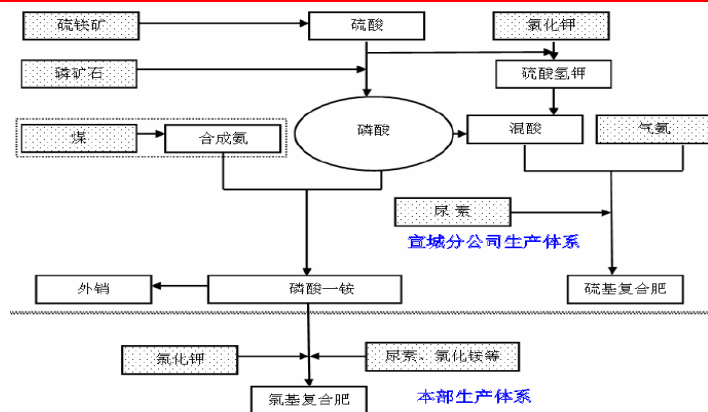 硫铁矿
硫酸
氯化钾
磷矿石
硫酸氢钾
煤
合成氨
磷酸
混酸
气氨
尿素
宣城分公司生产体系
外销
磷酸一铵
硫基复合肥
氯化钾
尿素、氯化铵等
氯基复合肥
本部生产体系